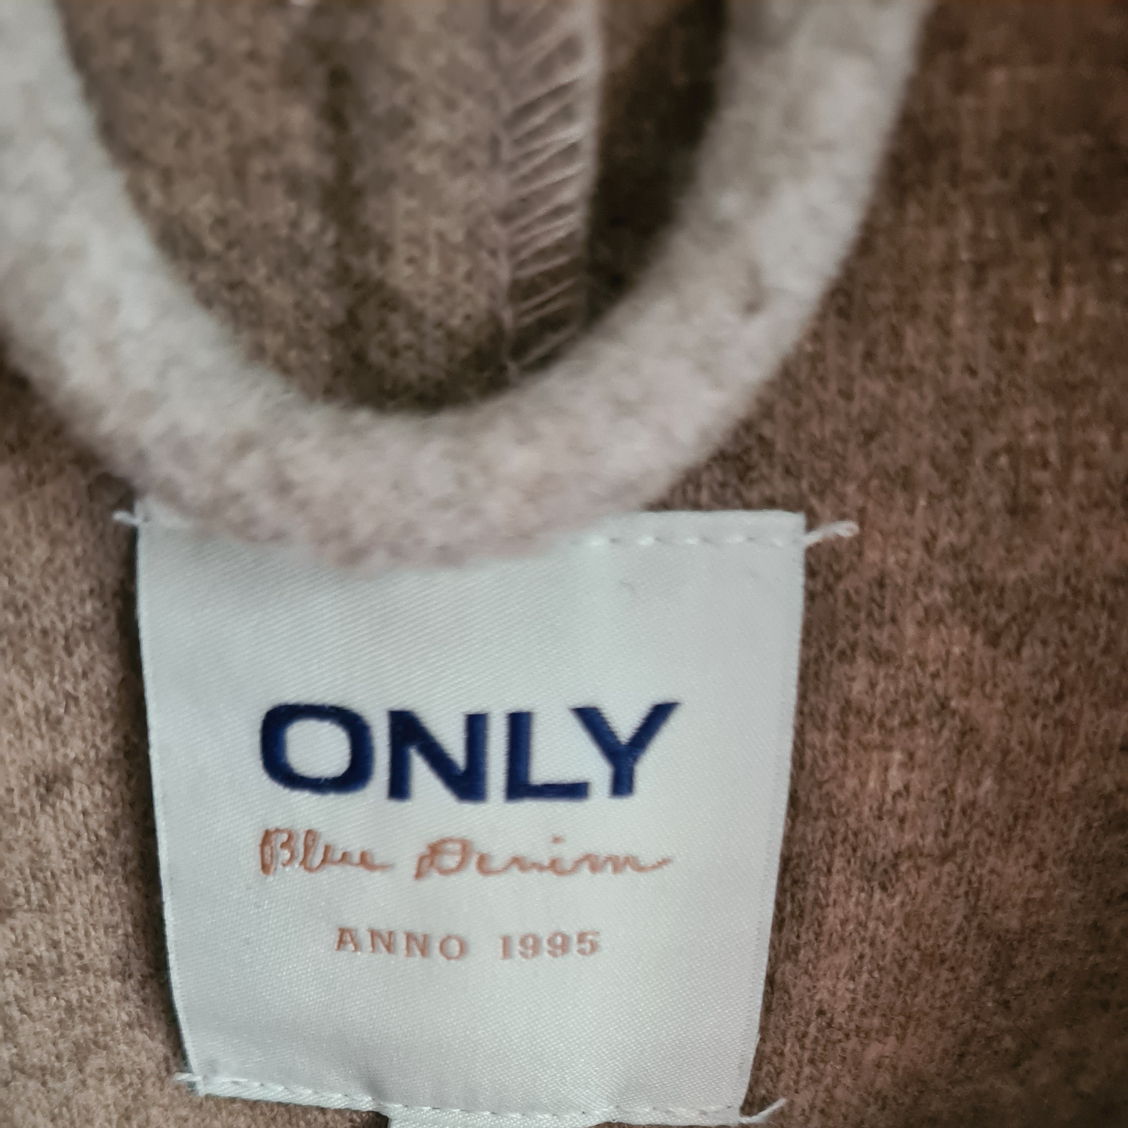 ONLY
Blue Denim
ANNO 1995